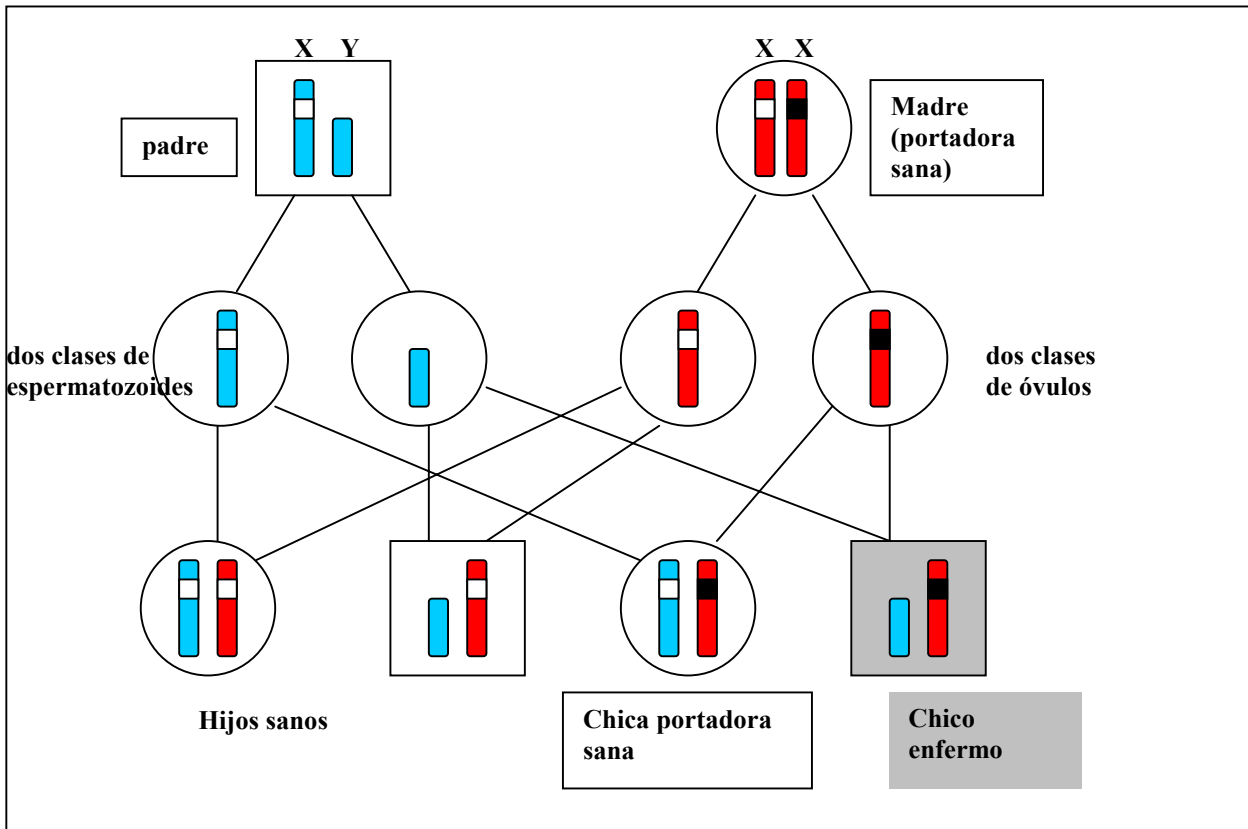 X Y
X X
padre
Madre
(portadora
sana)
dos clases de
espermatozoides
dos clases
de óvulos
Hijos sanos
Chica portadora
sana
Chico
enfermo